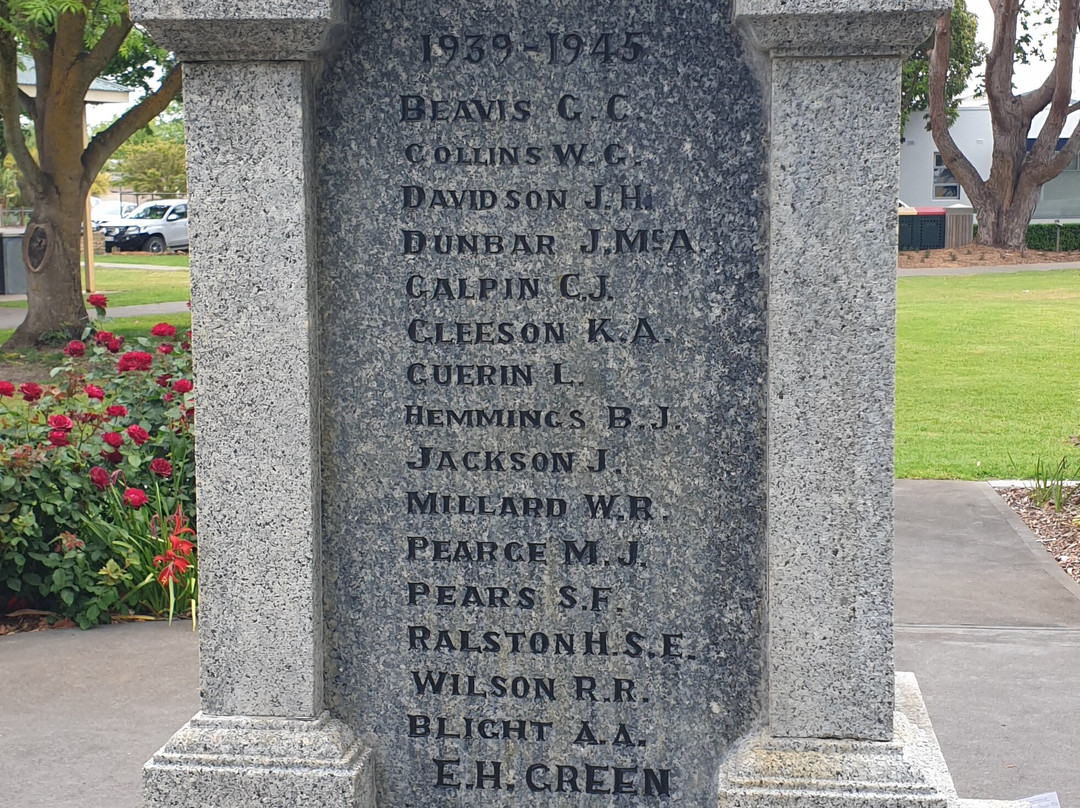 1939-1945
BEAVIS G.C.
COLLINS W.G.
DAVIDSON J.H.
DUNBAR J.McA.
GALPIN C.J.
GLEESON K.A.
GUERIN L.
HEMMINGS B.J.
JACKSON J.
MILLARD W.R.
PEARCE M.J.
PEARS S.F.
RALSTON H.S.E.
WILSON R.R.
BLIGHT A.A.
E.H. GREEN